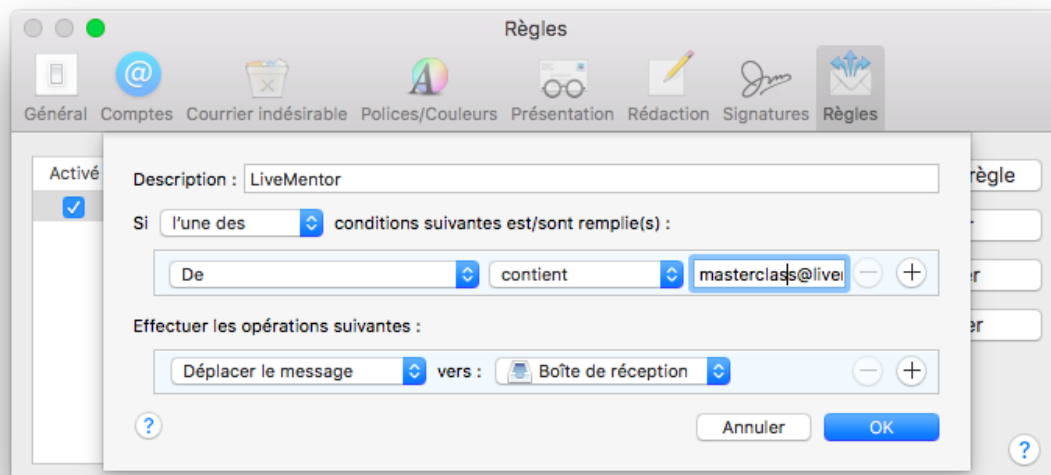 Règles
Général Comptes Courrier indésirable Polices/Couleurs Présentation Rédaction Signatures Règles
Activé
règle
Description : LiveMentor
Si l'une des conditions suivantes est/sont remplie(s) :
De contient masterclass@live
Effectuer les opérations suivantes :
Déplacer le message vers : Boîte de réception
Annuler OK